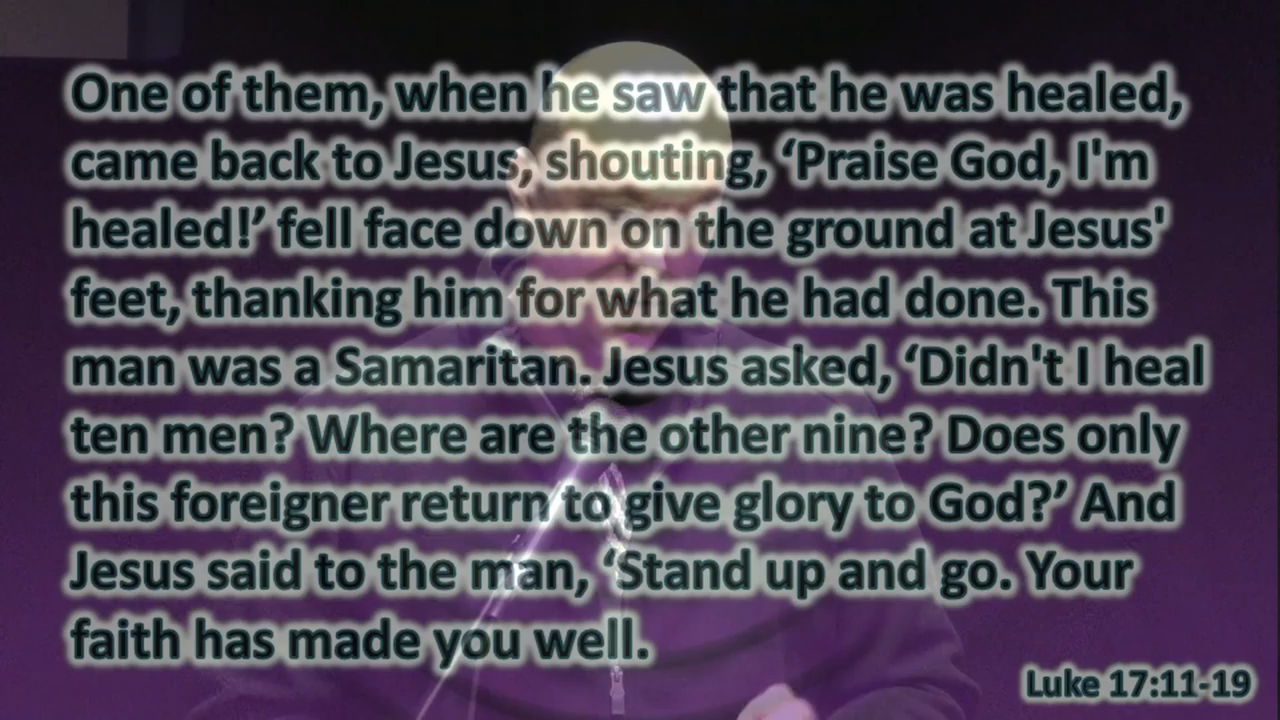 One of them, when he saw that he was healed,
came back to Jesus, shouting, ‘Praise God, I'm
healed!’ fell face down on the ground at Jesus'
feet, thanking him for what he had done. This
man was a Samaritan. Jesus asked, ‘Didn't I heal
ten men? Where are the other nine? Does only
this foreigner return to give glory to God?’ And
Jesus said to the man, ‘Stand up and go. Your
faith has made you well.
Luke 17:11-19